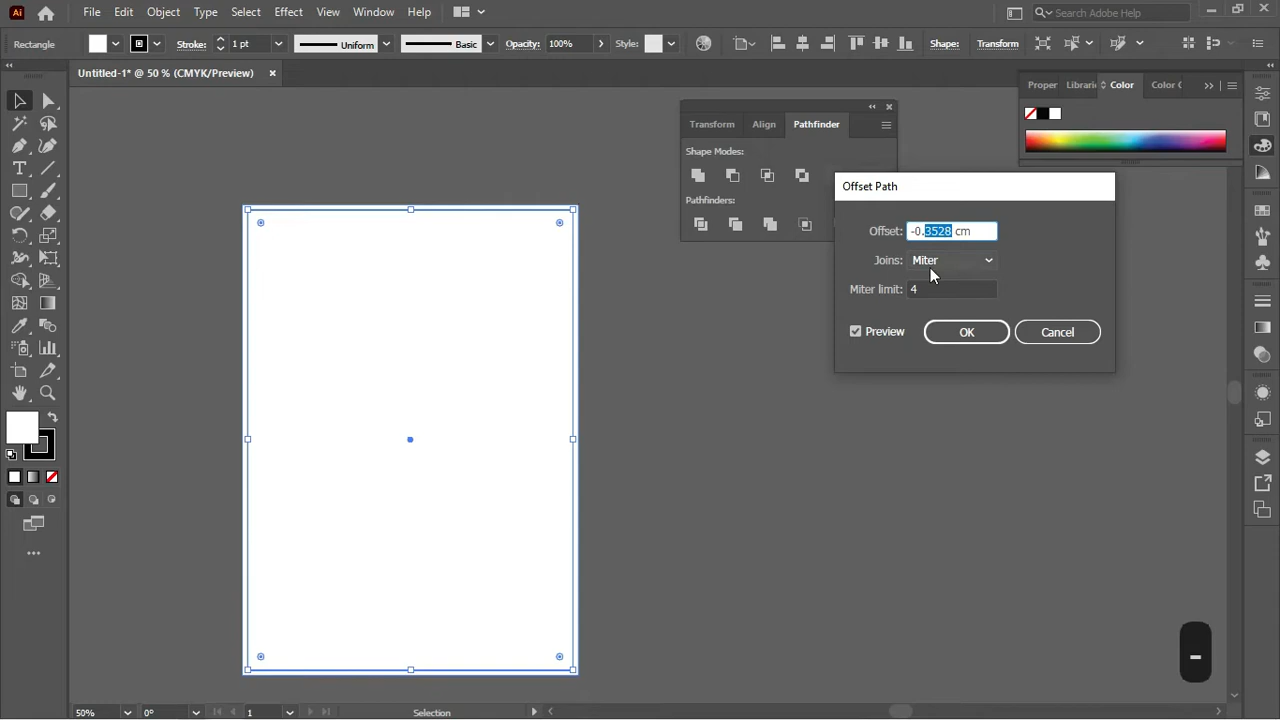 Ai File Edit Object Type Select Effect View Window Help Search Adobe Help
Rectangle Stroke: 1 pt Uniform Basic Opacity: 100% Style: Shape: Transform
Untitled-1* @ 50 % (CMYK/Preview)
Proper Librari Color Color
Transform Align Pathfinder
Shape Modes:
Pathfinders:
Offset Path
Offset: -0.3528 cm
Joins: Miter
Miter limit: 4
Preview OK Cancel
50% 0° 1 Selection